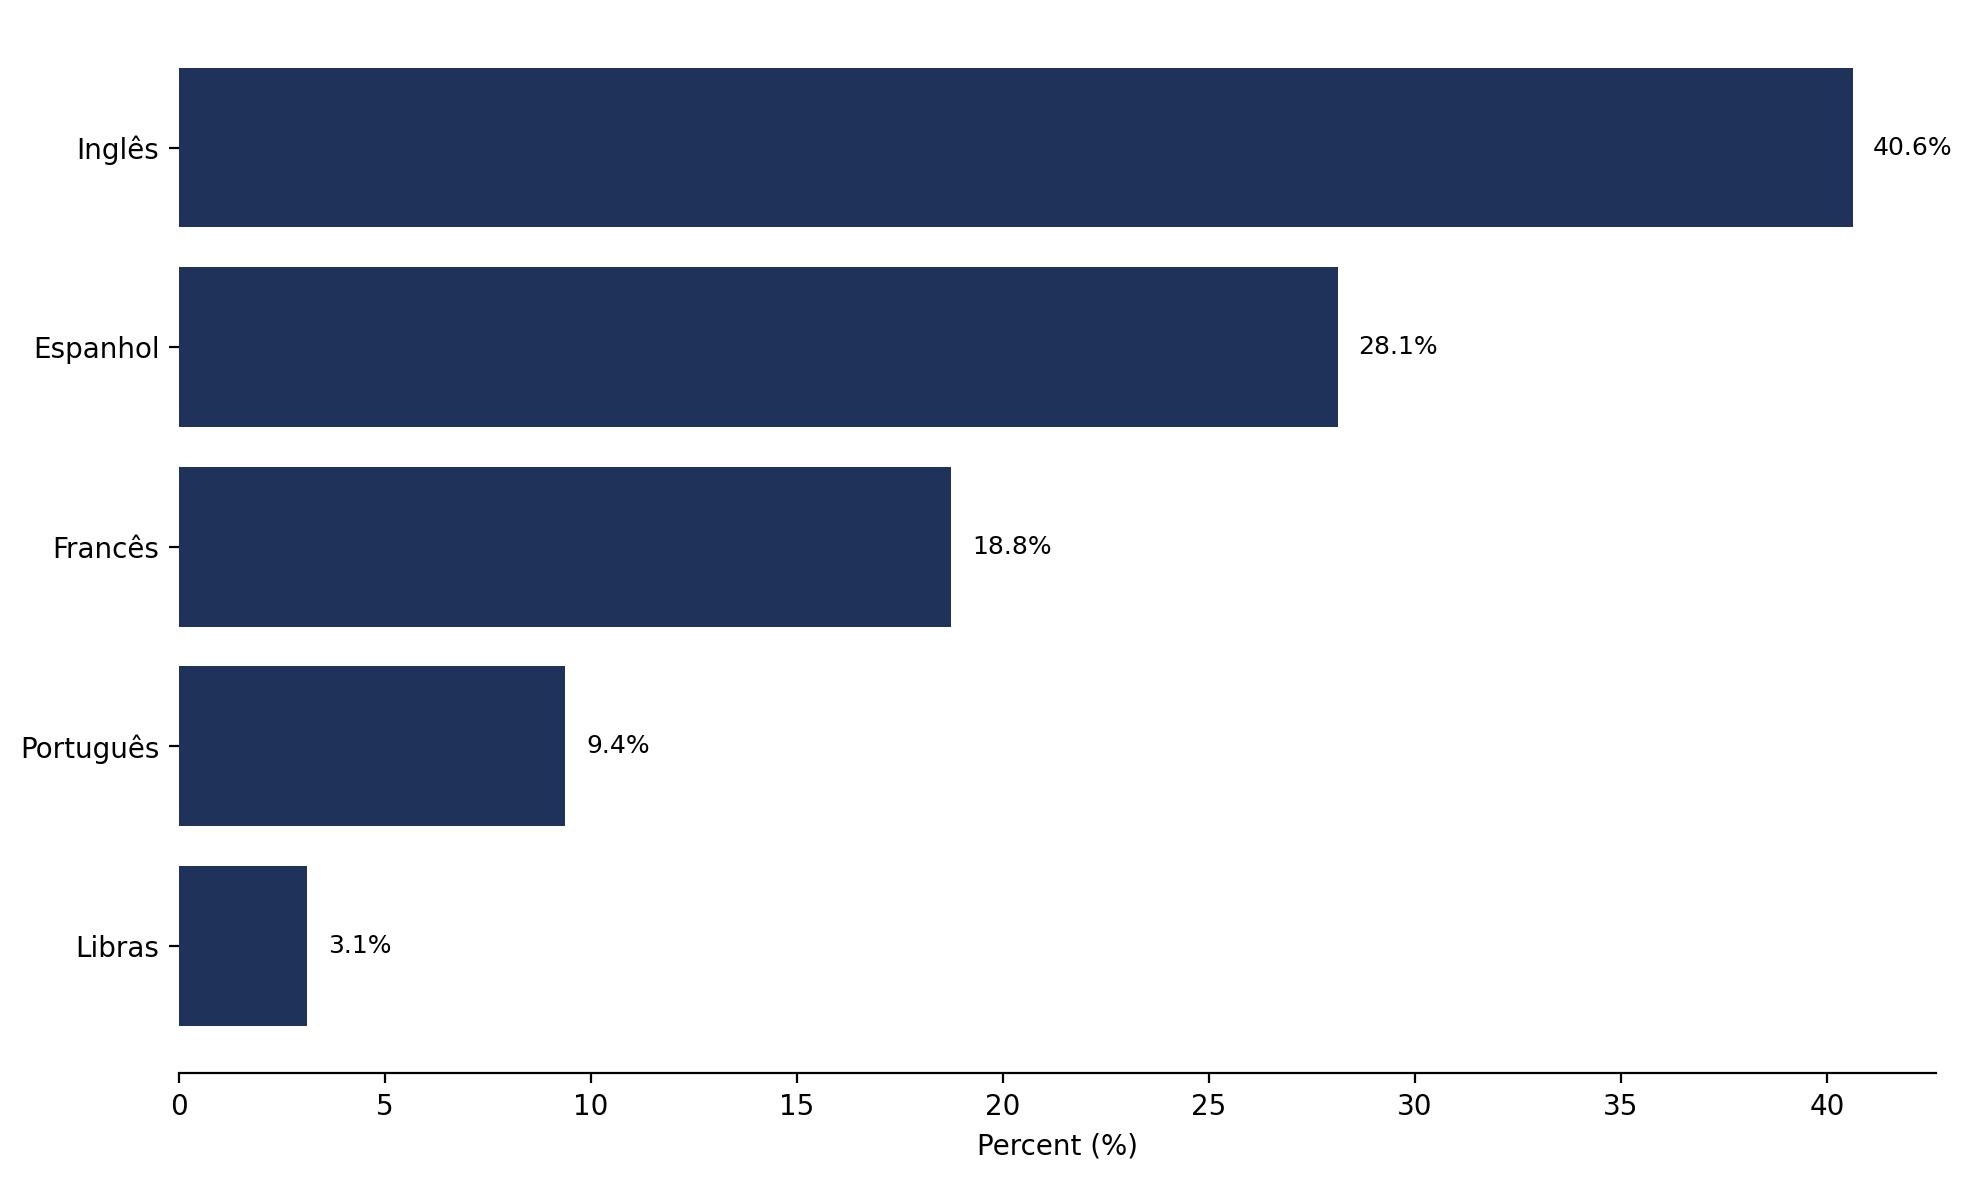 Inglês
40.6%
Espanhol
28.1%
Francês
18.8%
Português
9.4%
Libras
3.1%
0 5 10 15 20 25 30 35 40
Percent (%)